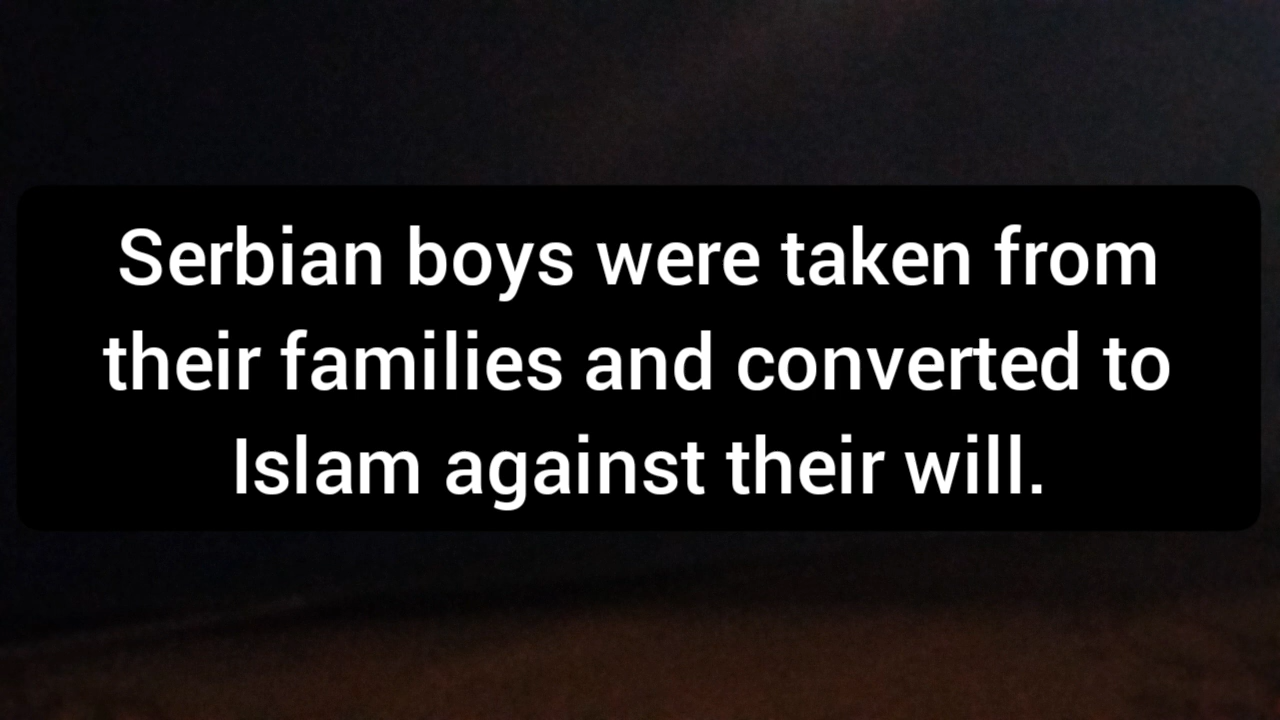 Serbian boys were taken from
their families and converted to
Islam against their will.